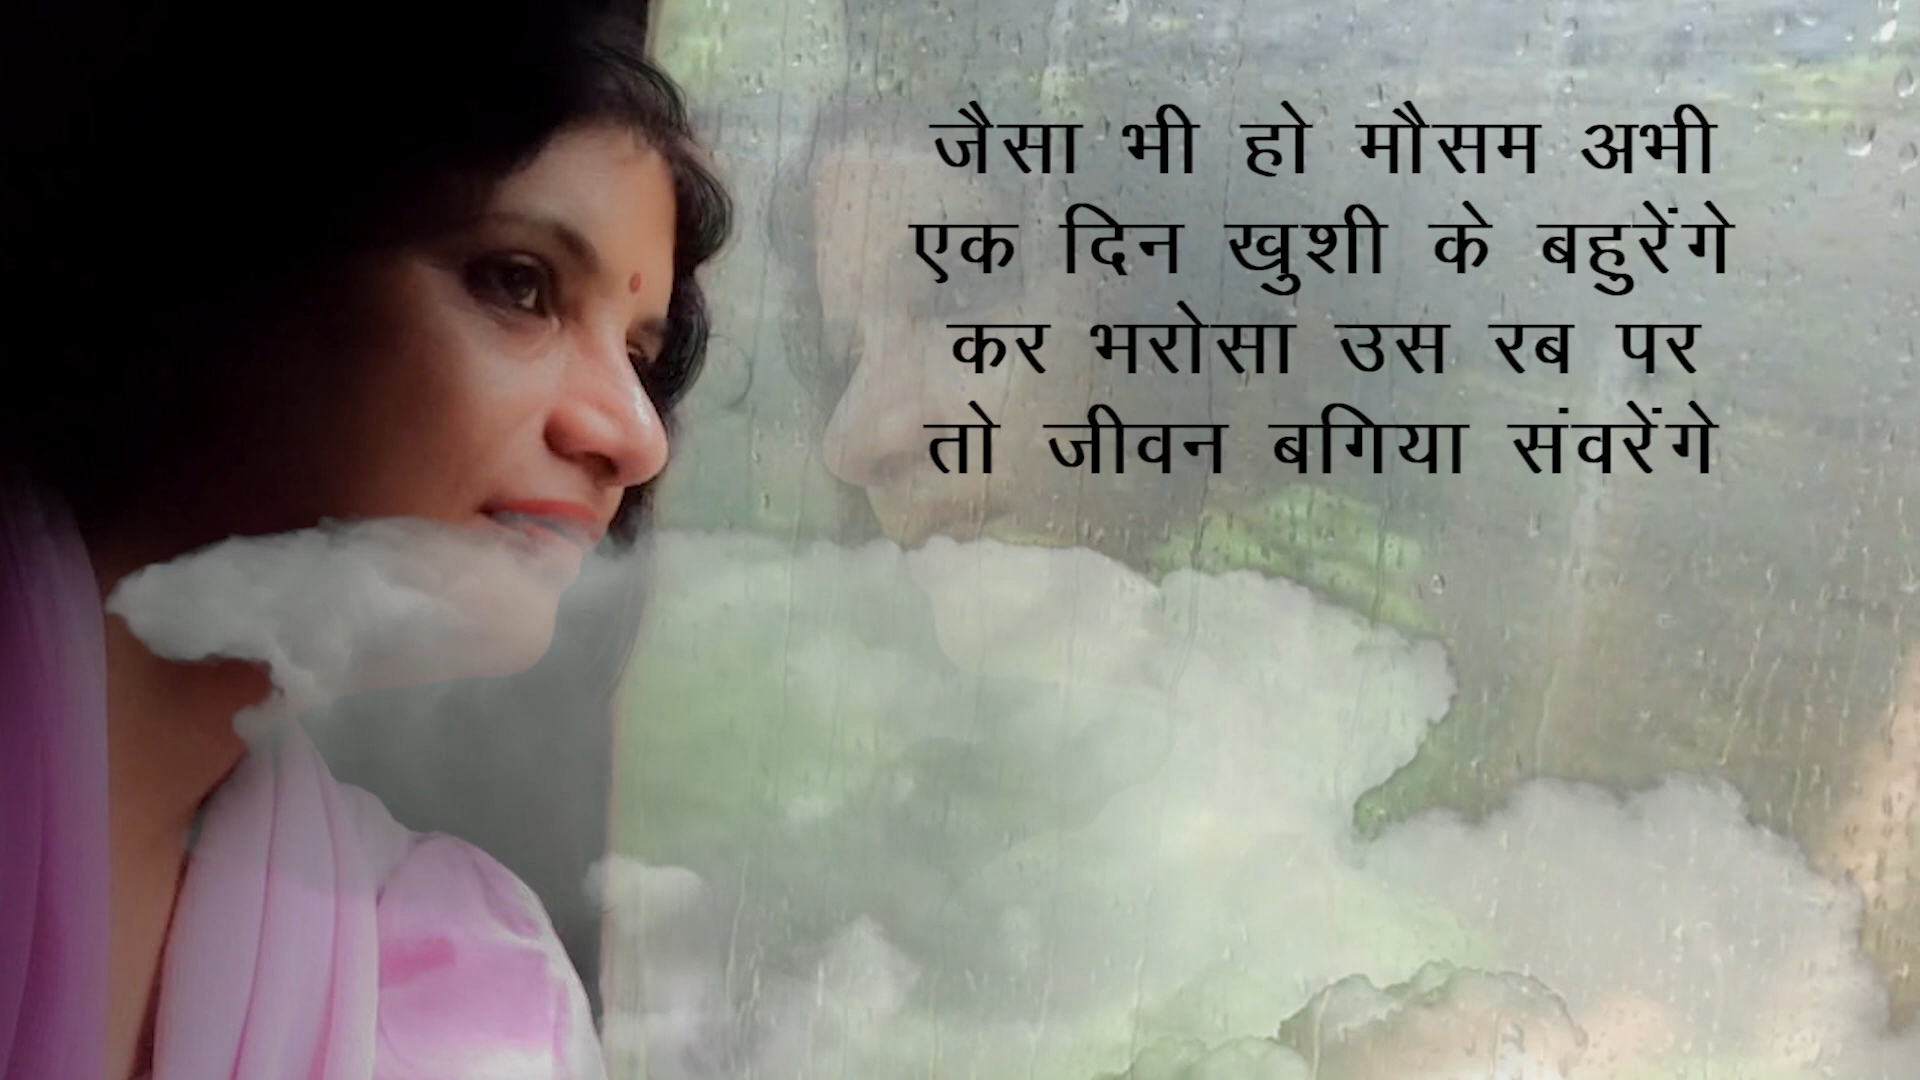 जैसा भी हो मौसम अभी
एक दिन खुशी के बहुरेंगे
कर भरोसा उस रब पर
तो जीवन बगिया संवरेंगे